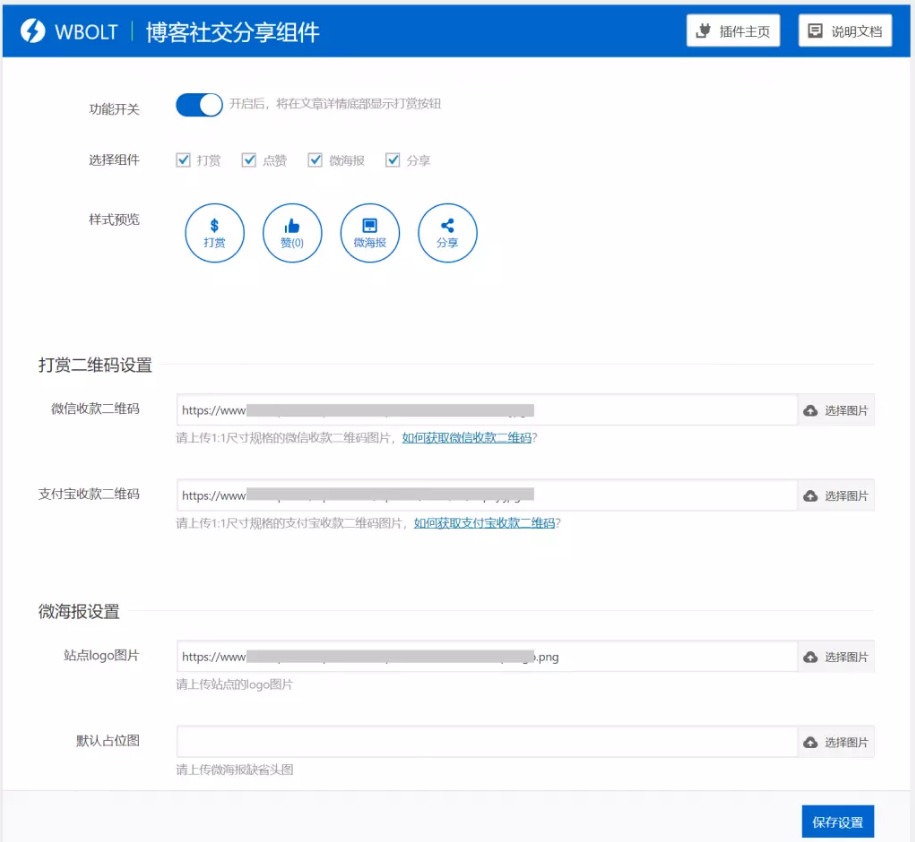 WBOLT 博客社交分享组件 插件主页 说明文档
功能开关 开启后，将在文章详情底部显示打赏按钮
选择组件 打赏 点赞 微海报 分享
样式预览
打赏 赞(0) 微海报 分享
打赏二维码设置
微信收款二维码 https://www 选择图片
请上传1:1尺寸规格的微信收款二维码图片，如何获取微信收款二维码?
支付宝收款二维码 https://www 选择图片
请上传1:1尺寸规格的支付宝收款二维码图片，如何获取支付宝收款二维码?
微海报设置
站点logo图片 https://www .png 选择图片
请上传站点的logo图片
默认占位图 选择图片
请上传微海报缺省头图
保存设置